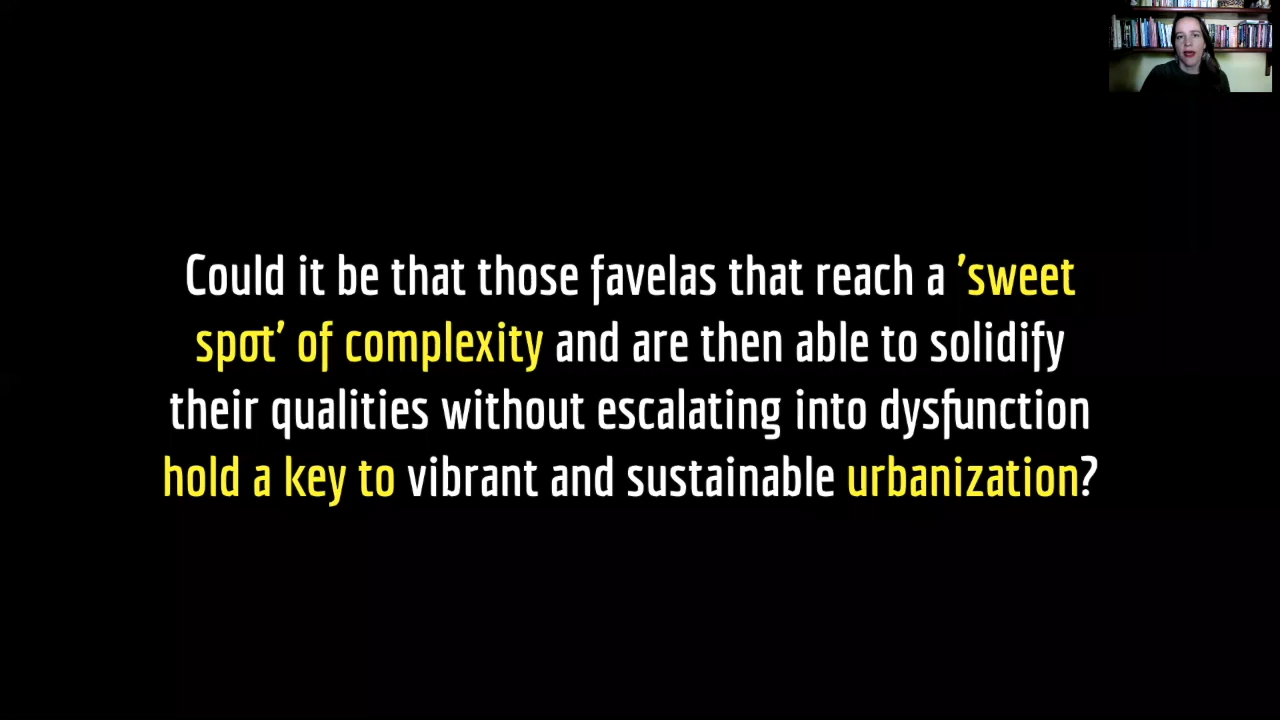 Could it be that those favelas that reach a 'sweet
spot' of complexity and are then able to solidify
their qualities without escalating into dysfunction
hold a key to vibrant and sustainable urbanization?